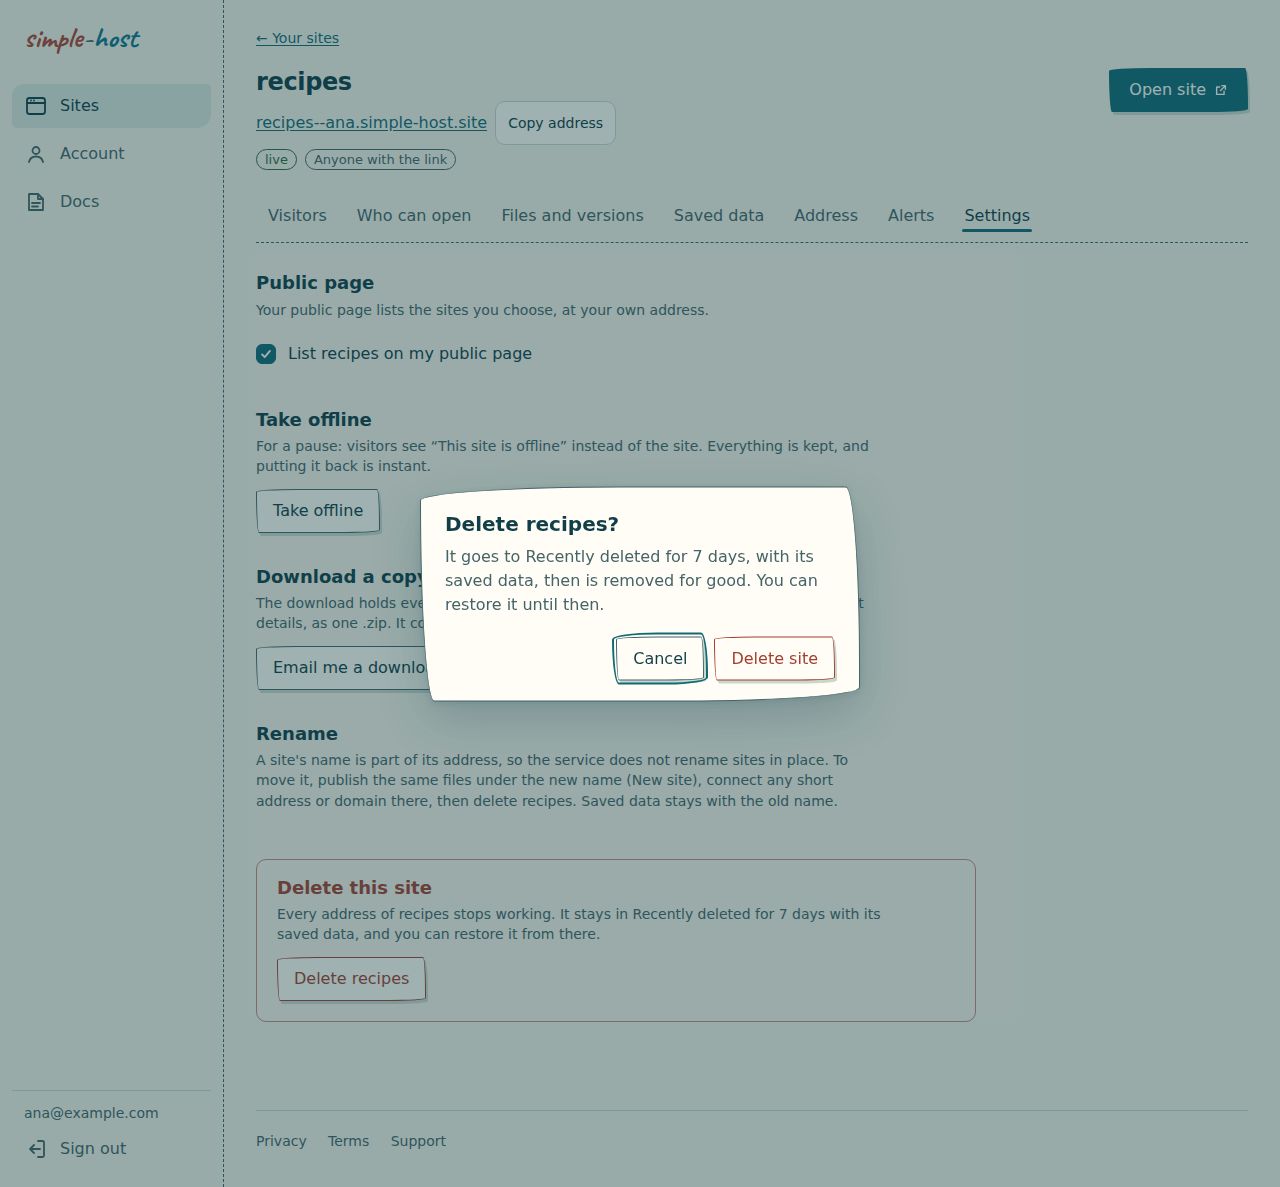 simple-host
Sites
Account
Docs
← Your sites
recipes
Open site
recipes--ana.simple-host.site
Copy address
live
Anyone with the link
Visitors
Who can open
Files and versions
Saved data
Address
Alerts
Settings
Public page
Your public page lists the sites you choose, at your own address.
List recipes on my public page
Take offline
For a pause: visitors see “This site is offline” instead of the site. Everything is kept, and
putting it back is instant.
Take offline
Delete recipes?
It goes to Recently deleted for 7 days, with its
saved data, then is removed for good. You can
restore it until then.
Cancel
Delete site
Download a copy
The download holds
details, as one .zip. It
Email me a
Rename
A site's name is part of its address, so the service does not rename sites in place. To
move it, publish the same files under the new name (New site), connect any short
address or domain there, then delete recipes. Saved data stays with the old name.
Delete this site
Every address of recipes stops working. It stays in Recently deleted for 7 days with its
saved data, and you can restore it from there.
Delete recipes
ana@example.com
Sign out
Privacy
Terms
Support